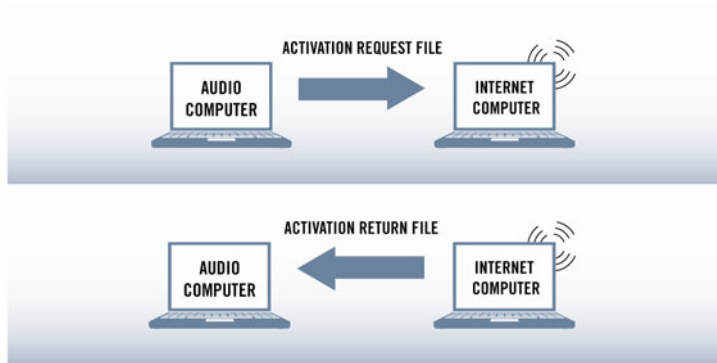 ACTIVATION REQUEST FILE
AUDIO
COMPUTER
INTERNET
COMPUTER
ACTIVATION RETURN FILE
AUDIO
COMPUTER
INTERNET
COMPUTER